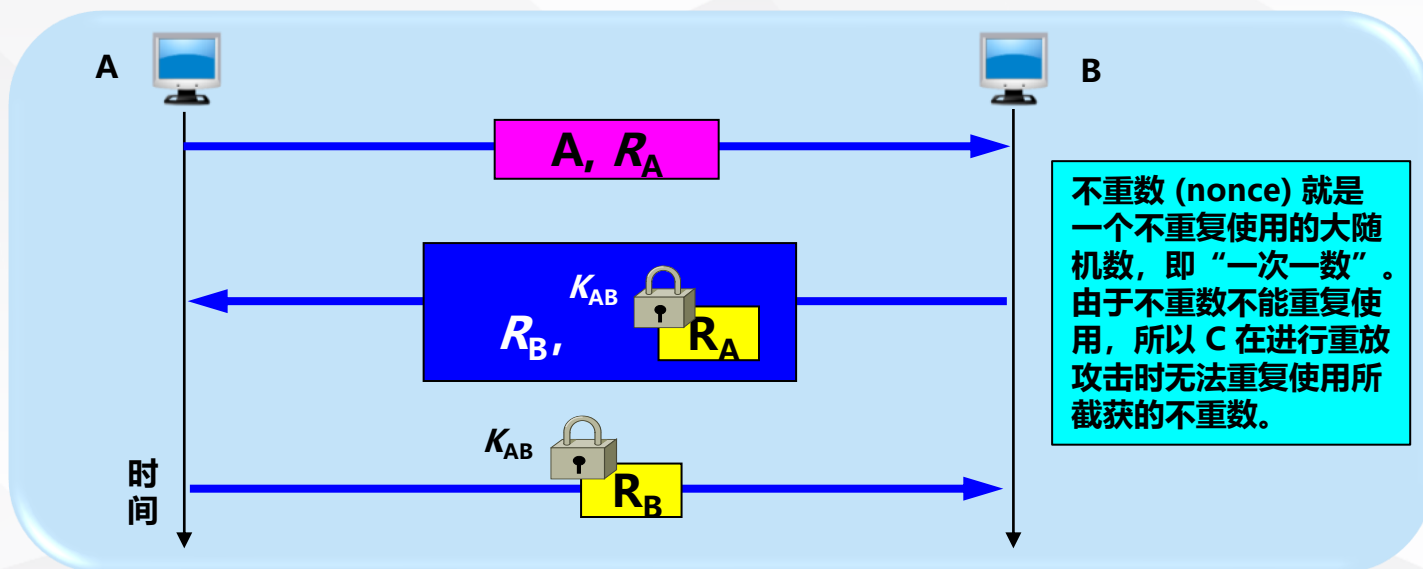 A
B
A, RA
不重数 (nonce) 就是
一个不重复使用的大随
机数，即“一次一数”。
由于不重数不能重复使
用，所以 C 在进行重放
攻击时无法重复使用所
截获的不重数。
KAB
RB, RA
KAB
RB
时
间